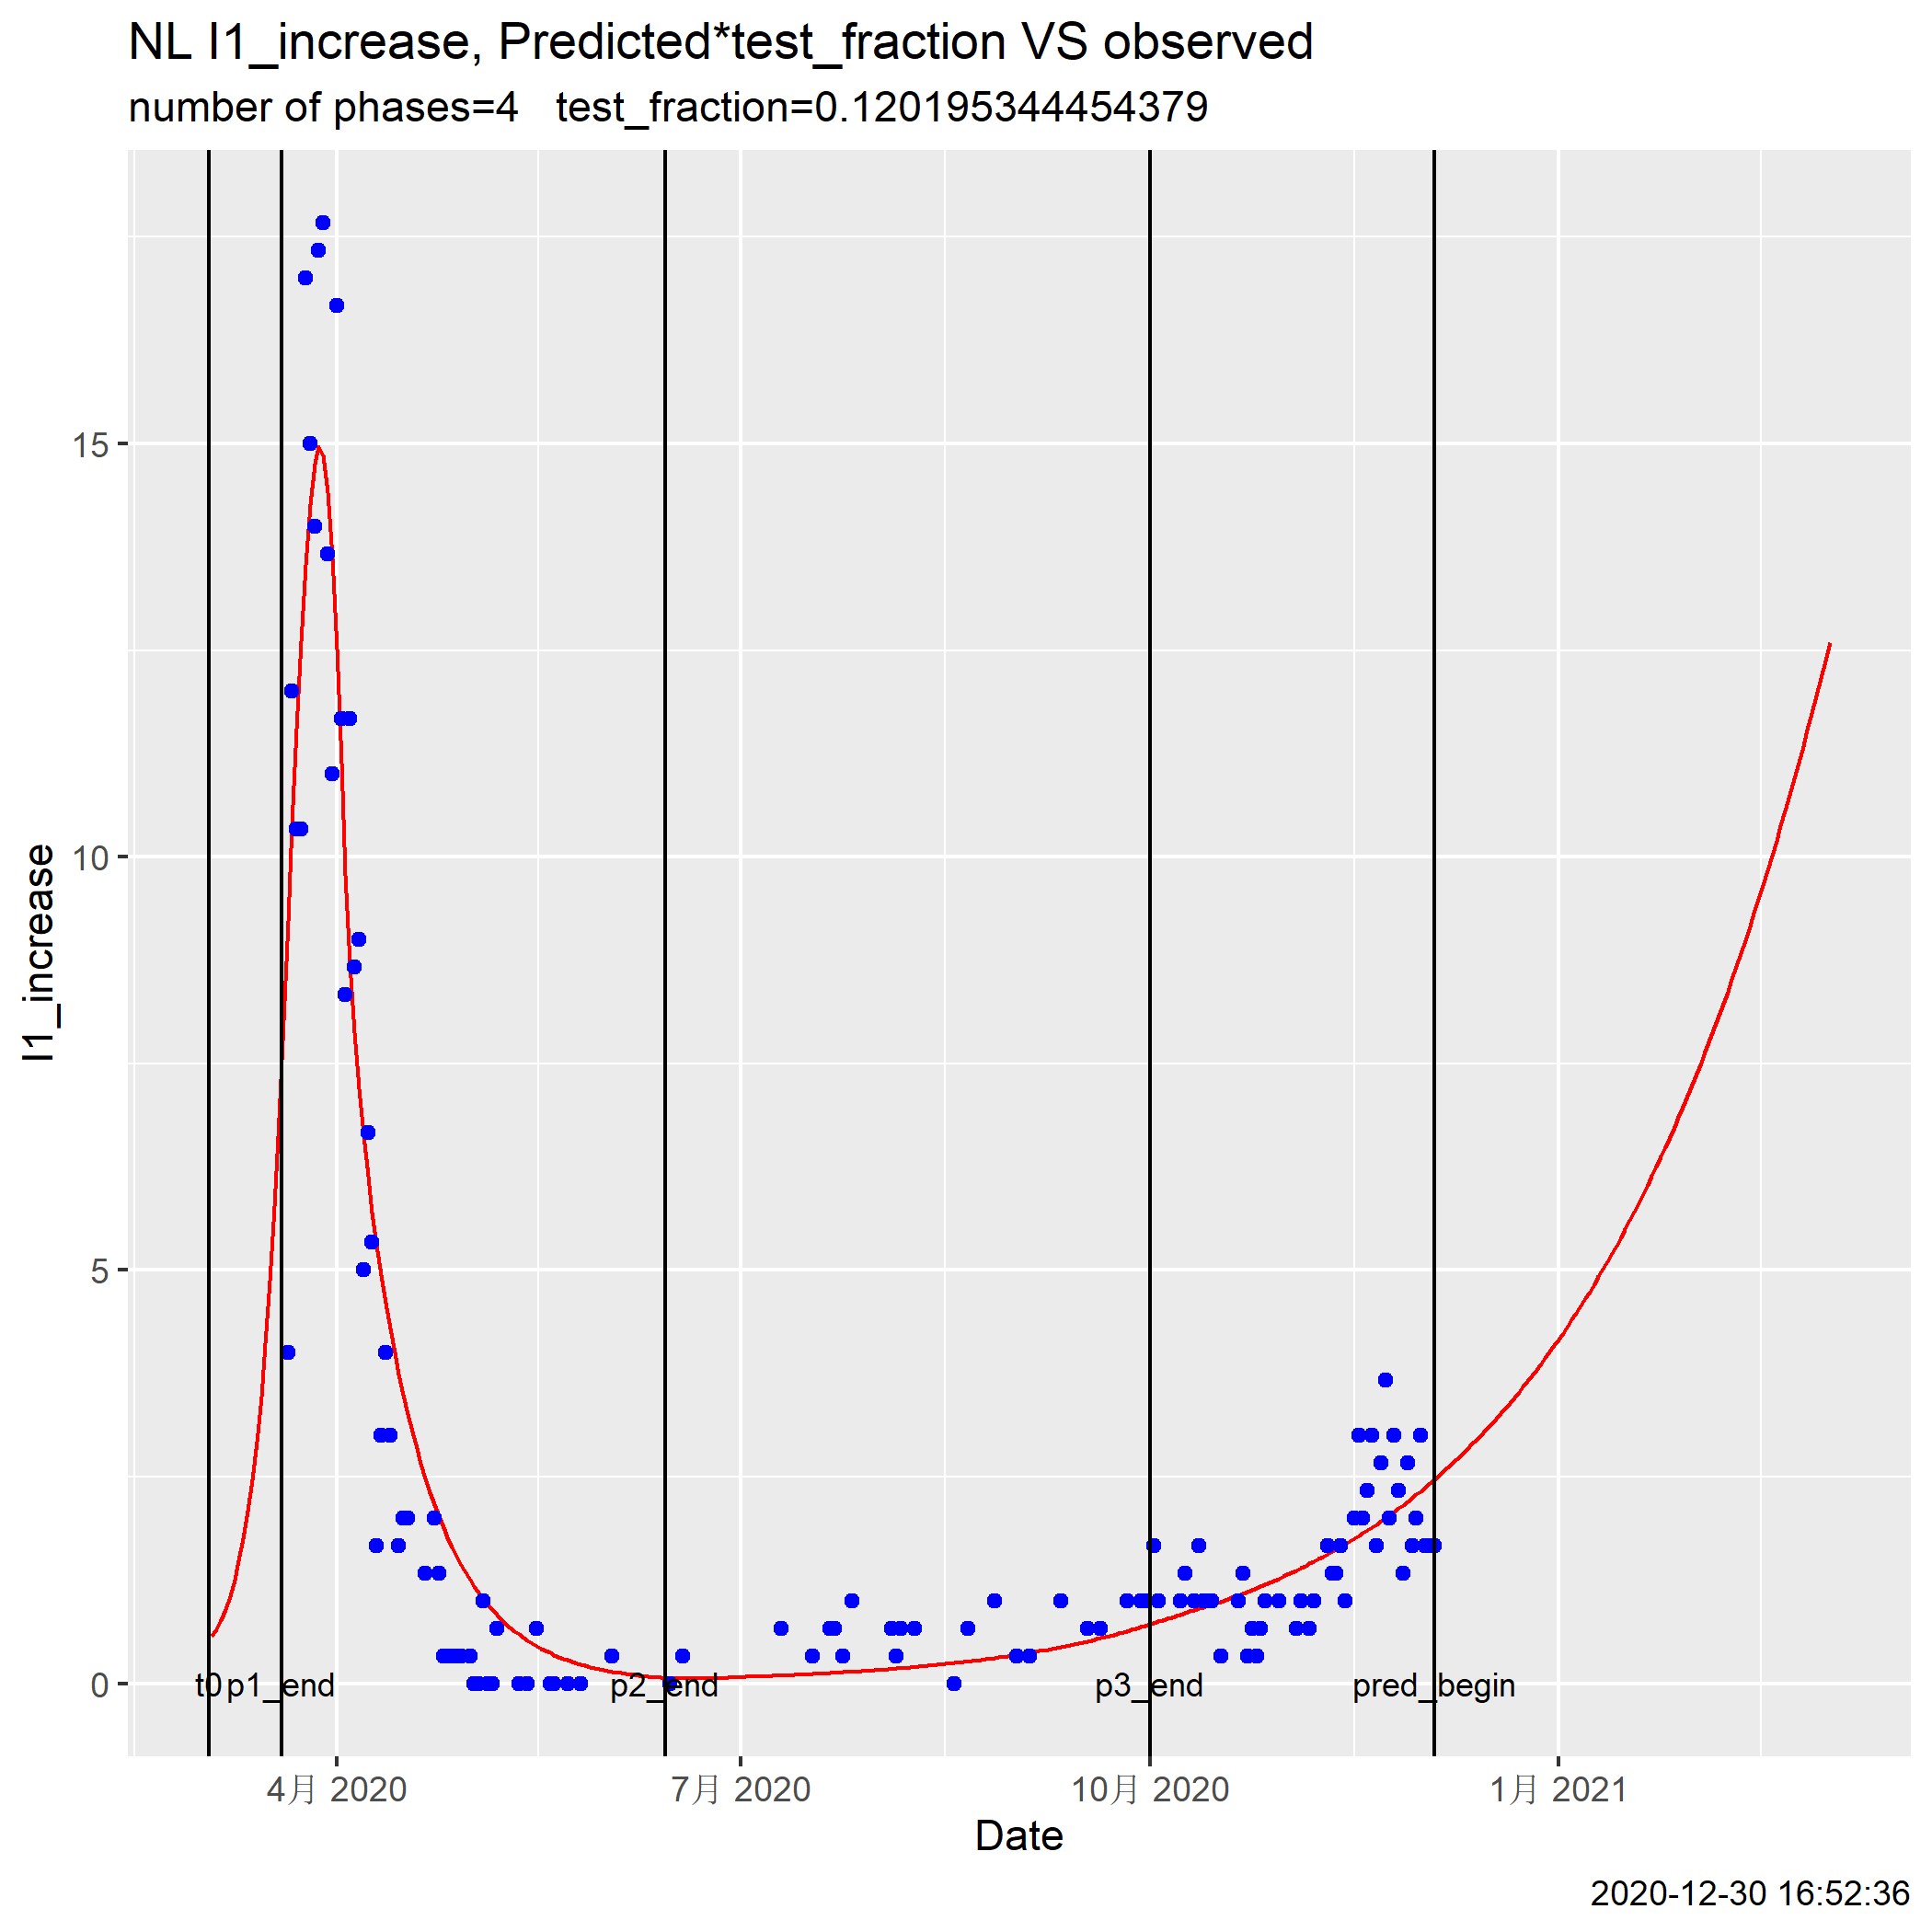 NL I1_increase, Predicted*test_fraction VS observed
number of phases=4   test_fraction=0.120195344454379
I1_increase
15
10
5
0
t0 p1_end p2_end p3_end pred_begin
4月 2020 7月 2020 10月 2020 1月 2021
Date
2020-12-30 16:52:36